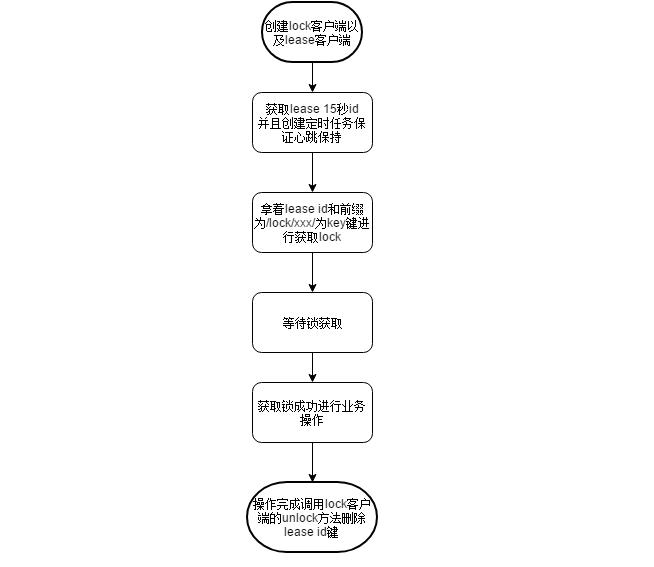 创建lock客户端以
及lease客户端
获取lease 15秒id
并且创建定时任务保
证心跳保持
拿着lease id和前缀
为/lock/xxx/为key键进
行获取lock
等待锁获取
获取锁成功进行业务
操作
操作完成调用lock客户
端的unlock方法删除
lease id键